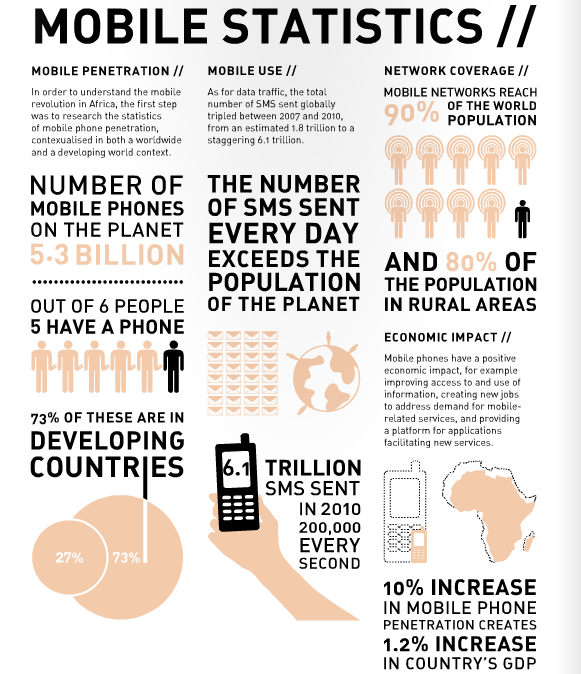 MOBILE STATISTICS //
MOBILE PENETRATION //
In order to understand the mobile
revolution in Africa, the first step
was to research the statistics
of mobile phone penetration,
contexualised in both a worldwide
and a developing world context.
NUMBER OF
MOBILE PHONES
ON THE PLANET
5.3 BILLION
OUT OF 6 PEOPLE
5 HAVE A PHONE
73% OF THESE ARE IN
DEVELOPING
COUNTRIES
27%
73%
MOBILE USE //
As for data traffic, the total
number of SMS sent globally
tripled between 2007 and 2010,
from an estimated 1.8 trillion to a
staggering 6.1 trillion.
THE NUMBER
OF SMS SENT
EVERY DAY
EXCEEDS THE
POPULATION
OF THE PLANET
6.1 TRILLION
SMS SENT
IN 2010
200,000
EVERY
SECOND
NETWORK COVERAGE //
MOBILE NETWORKS REACH
90% OF THE WORLD
POPULATION
AND 80% OF
THE POPULATION
IN RURAL AREAS
ECONOMIC IMPACT //
Mobile phones have a positive
economic impact, for example
improving access to and use of
information, creating new jobs
to address demand for mobile-
related services, and providing
a platform for applications
facilitating new services.
10% INCREASE
IN MOBILE PHONE
PENETRATION CREATES
1.2% INCREASE
IN COUNTRY'S GDP